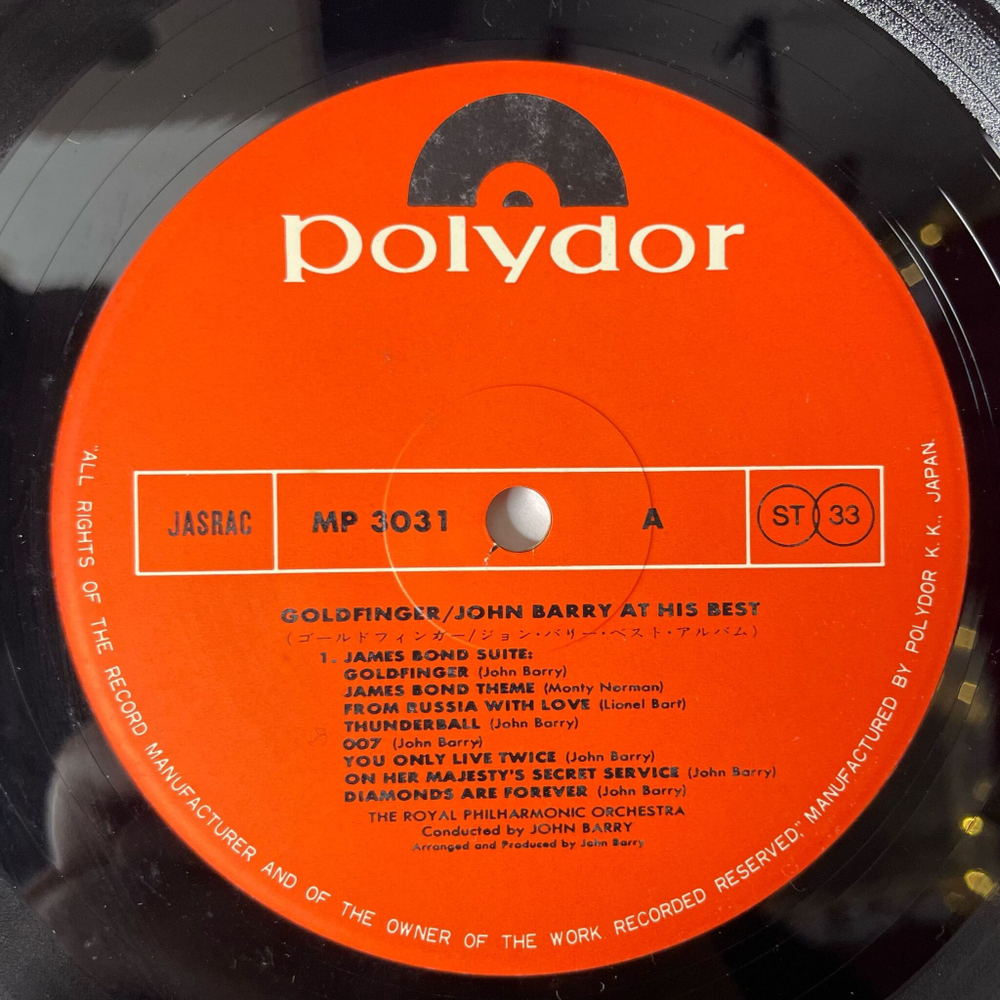 polydor
JASRAC MP 3031 A ST 33
GOLDFINGER/JOHN BARRY AT HIS BEST
(ゴールドフィンガー/ジョン・バリー・ベスト・アルバム)
1. JAMES BOND SUITE:
GOLDFINGER (John Barry)
JAMES BOND THEME (Monty Norman)
FROM RUSSIA WITH LOVE (Lionel Bart)
THUNDERBALL (John Barry)
007 (John Barry)
YOU ONLY LIVE TWICE (John Barry)
ON HER MAJESTY'S SECRET SERVICE (John Barry)
DIAMONDS ARE FOREVER (John Barry)
THE ROYAL PHILHARMONIC ORCHESTRA
Conducted by JOHN BARRY
Arranged and Produced by John Barry
"ALL RIGHTS OF THE RECORD MANUFACTURER AND OF THE OWNER OF THE WORK RECORDED RESERVED," MANUFACTURED BY POLYDOR K.K., JAPAN.